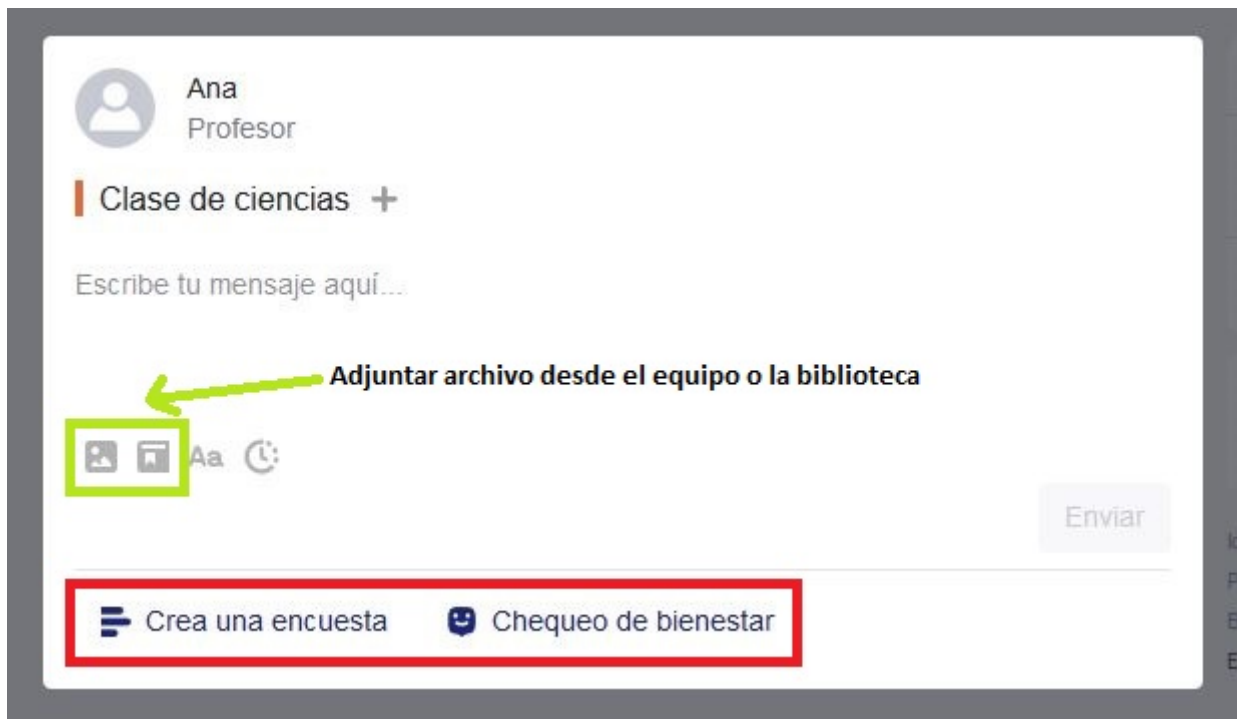 Ana
Profesor
Clase de ciencias +
Escribe tu mensaje aquí...
Adjuntar archivo desde el equipo o la biblioteca
Aa
Enviar
Crea una encuesta
Chequeo de bienestar